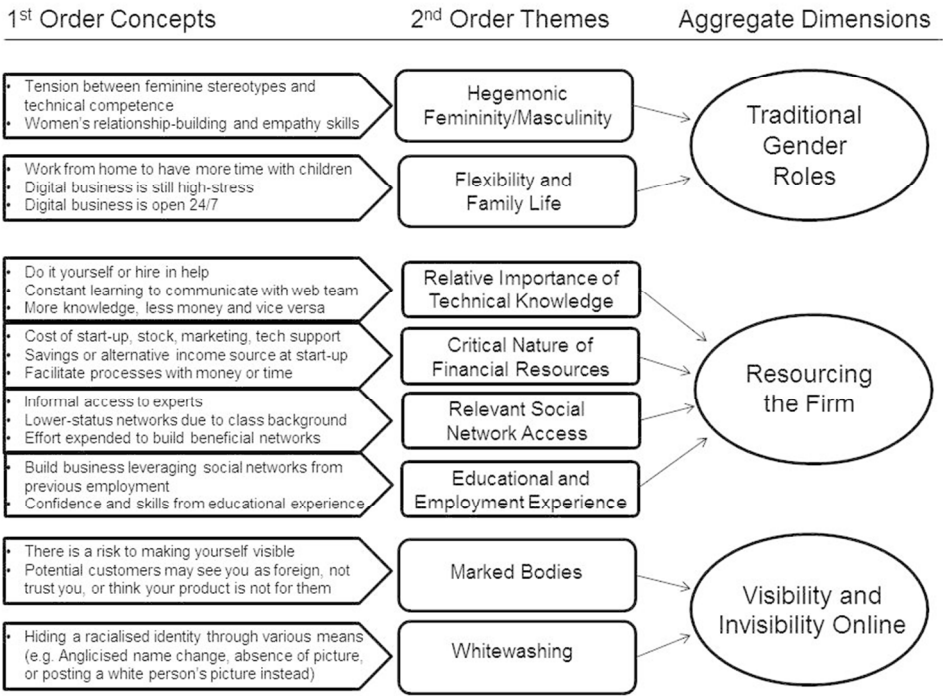 1st Order Concepts
2nd Order Themes
Aggregate Dimensions
• Tension between feminine stereotypes and
technical competence
• Women's relationship-building and empathy skills
Hegemonic
Femininity/Masculinity
• Work from home to have more time with children
• Digital business is still high-stress
• Digital business is open 24/7
Flexibility and
Family Life
Traditional
Gender
Roles
• Do it yourself or hire in help
• Constant learning to communicate with web team
• More knowledge, less money and vice versa
Relative Importance of
Technical Knowledge
• Cost of start-up, stock, marketing, tech support
• Savings or alternative income source at start-up
• Facilitate processes with money or time
Critical Nature of
Financial Resources
• Informal access to experts
• Lower-status networks due to class background
• Effort expended to build beneficial networks
Relevant Social
Network Access
• Build business leveraging social networks from
previous employment
• Confidence and skills from educational experience
Educational and
Employment Experience
Resourcing
the Firm
• There is a risk to making yourself visible
• Potential customers may see you as foreign, not
trust you, or think your product is not for them
Marked Bodies
• Hiding a racialised identity through various means
(e.g. Anglicised name change, absence of picture,
or posting a white person's picture instead)
Whitewashing
Visibility and
Invisibility Online